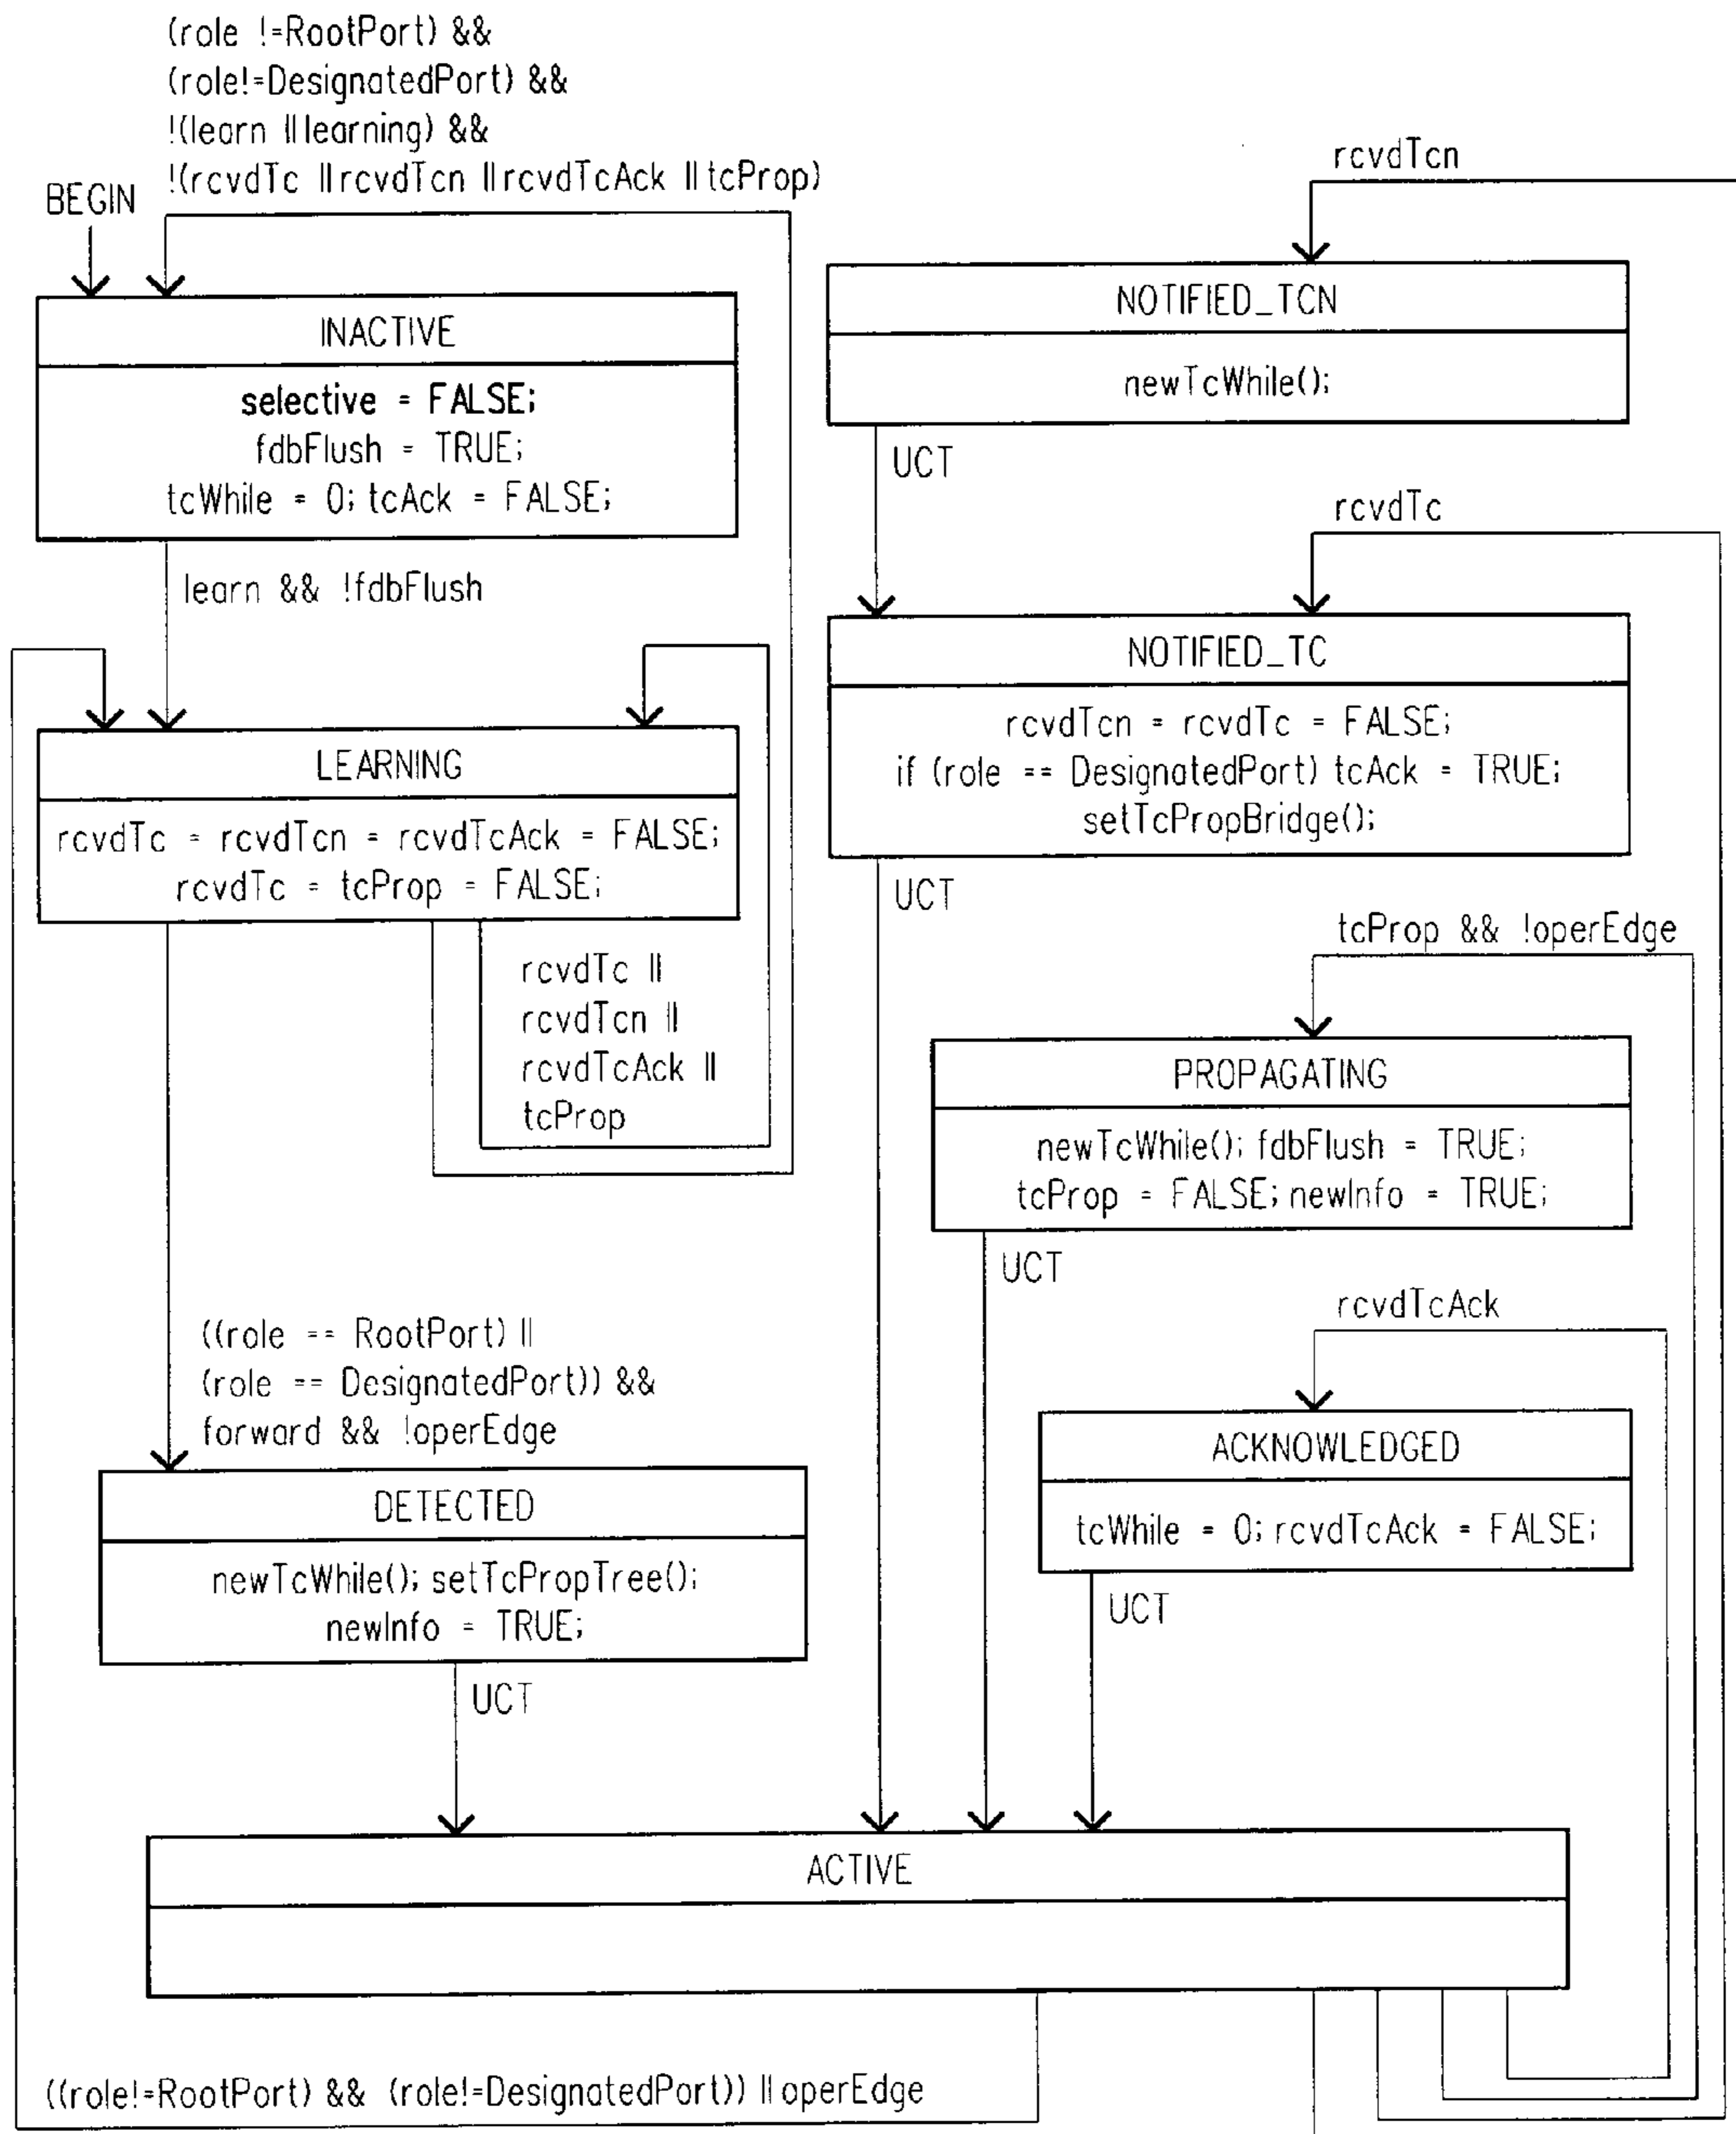 (role !=RootPort) &&
(role!=DesignatedPort) &&
!(learn || learning) &&
!(rcvdTc || rcvdTcn || rcvdTcAck || tcProp)
BEGIN
INACTIVE
selective = FALSE;
fdbFlush = TRUE;
tcWhile = 0; tcAck = FALSE;
learn && !fdbFlush
LEARNING
rcvdTc = rcvdTcn = rcvdTcAck = FALSE;
rcvdTc = tcProp = FALSE;
rcvdTc ||
rcvdTcn ||
rcvdTcAck ||
tcProp
((role == RootPort) ||
(role == DesignatedPort)) &&
forward && !operEdge
DETECTED
newTcWhile(); setTcPropTree();
newInfo = TRUE;
UCT
rcvdTcn
NOTIFIED_TCN
newTcWhile();
UCT
rcvdTc
NOTIFIED_TC
rcvdTcn = rcvdTc = FALSE;
if (role == DesignatedPort) tcAck = TRUE;
setTcPropBridge();
UCT
tcProp && !operEdge
PROPAGATING
newTcWhile(); fdbFlush = TRUE;
tcProp = FALSE; newInfo = TRUE;
UCT
rcvdTcAck
ACKNOWLEDGED
tcWhile = 0; rcvdTcAck = FALSE;
UCT
ACTIVE
((role!=RootPort) && (role!=DesignatedPort)) || operEdge